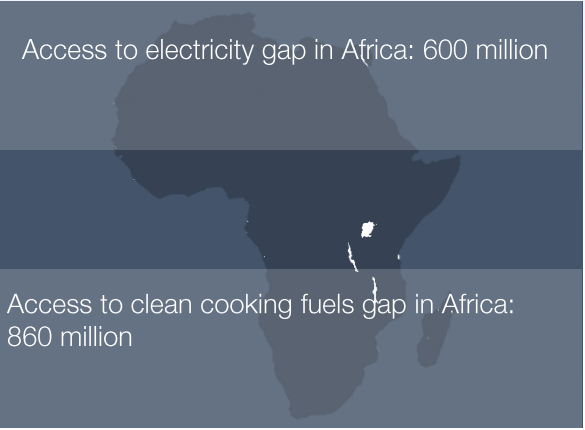 Access to electricity gap in Africa: 600 million
Access to clean cooking fuels gap in Africa:
860 million